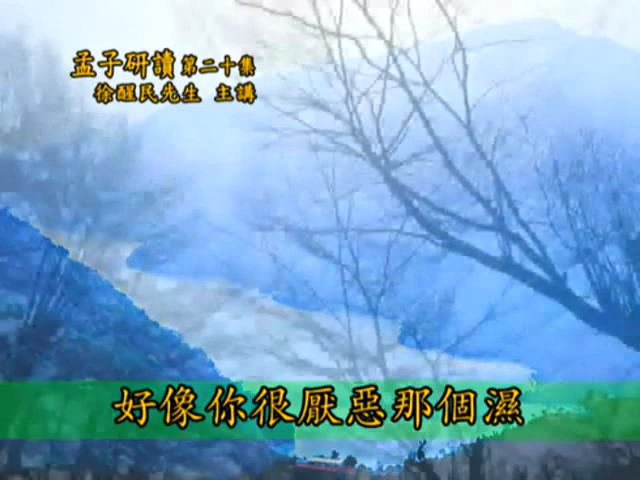 孟子研讀 第二十集
徐醒民先生 主講
好像你很厭惡那個濕